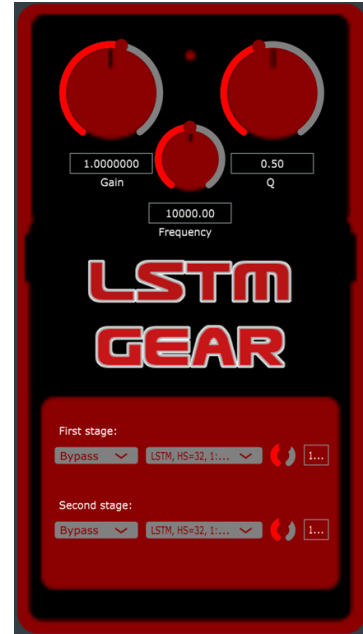 1.0000000
0.50
Gain
Q
10000.00
Frequency
LSTM
GEAR
First stage:
Bypass
LSTM, HS=32, 1:...
1...
Second stage:
Bypass
LSTM, HS=32, 1:...
1...